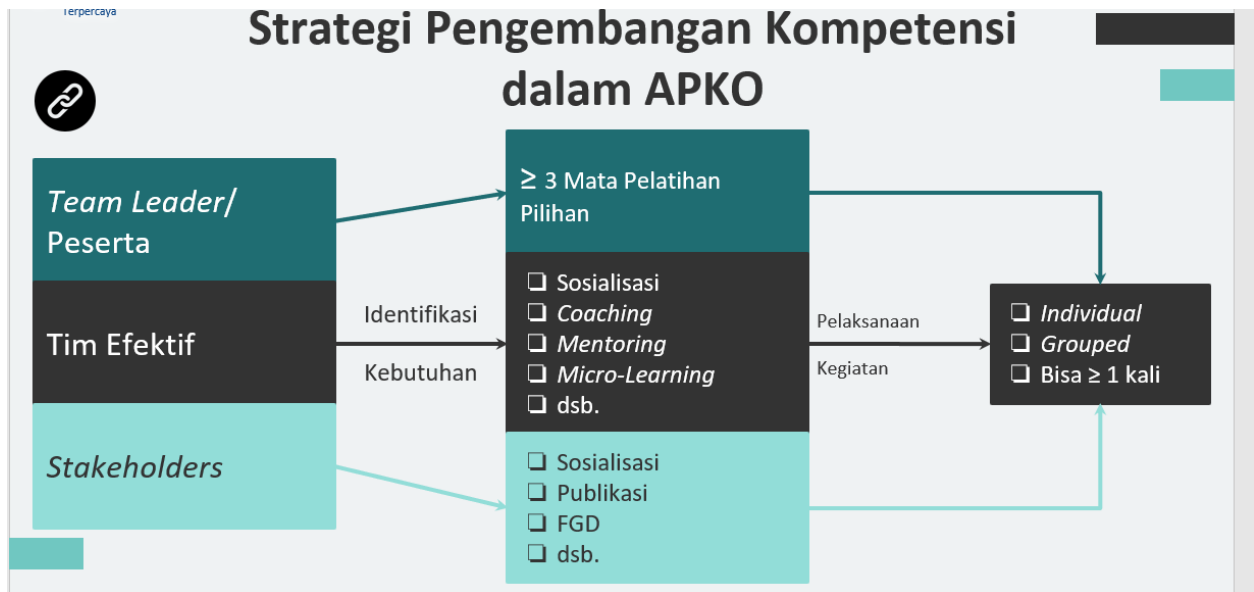 Terpercaya
Strategi Pengembangan Kompetensi
dalam APKO
Team Leader/
Peserta
Tim Efektif
Stakeholders
Identifikasi
Kebutuhan
≥ 3 Mata Pelatihan
Pilihan
❑ Sosialisasi
❑ Coaching
❑ Mentoring
❑ Micro-Learning
❑ dsb.
❑ Sosialisasi
❑ Publikasi
❑ FGD
❑ dsb.
Pelaksanaan
Kegiatan
❑ Individual
❑ Grouped
❑ Bisa ≥ 1 kali